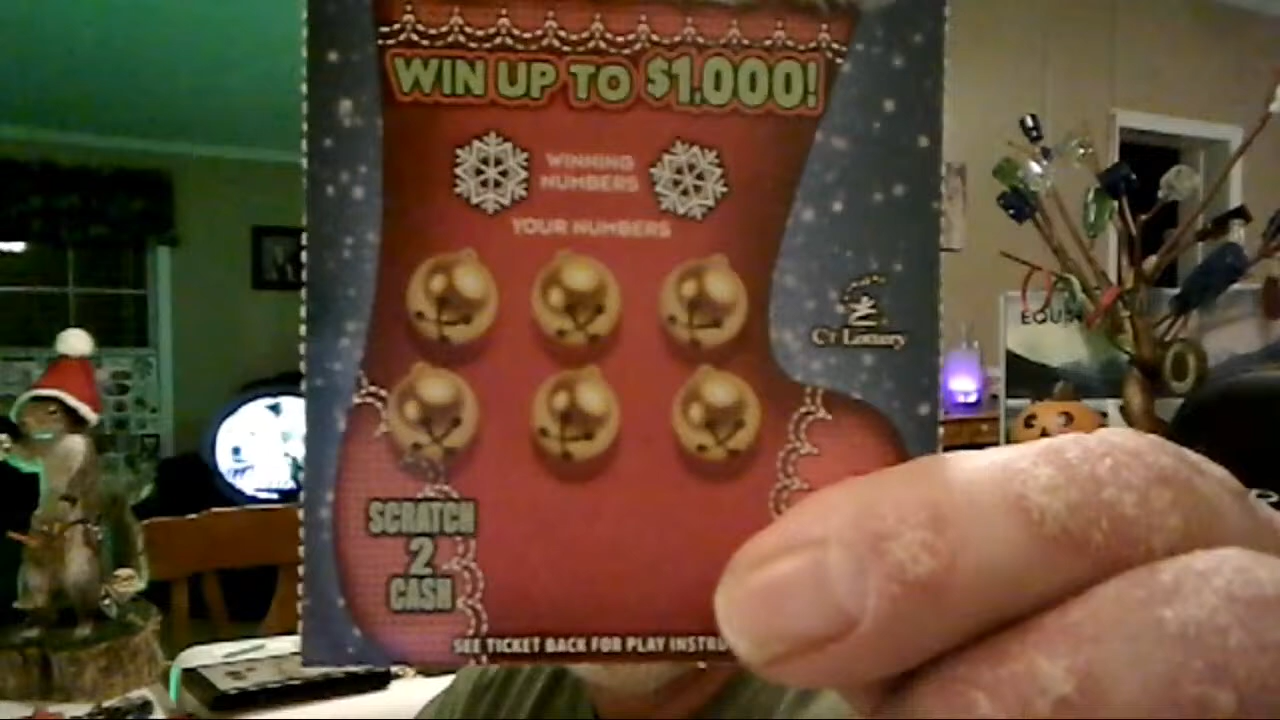 WIN UP TO $1,000!
WINNING
NUMBERS
YOUR NUMBERS
CT Lottery
SCRATCH
2
CASH
SEE TICKET BACK FOR PLAY INSTRU